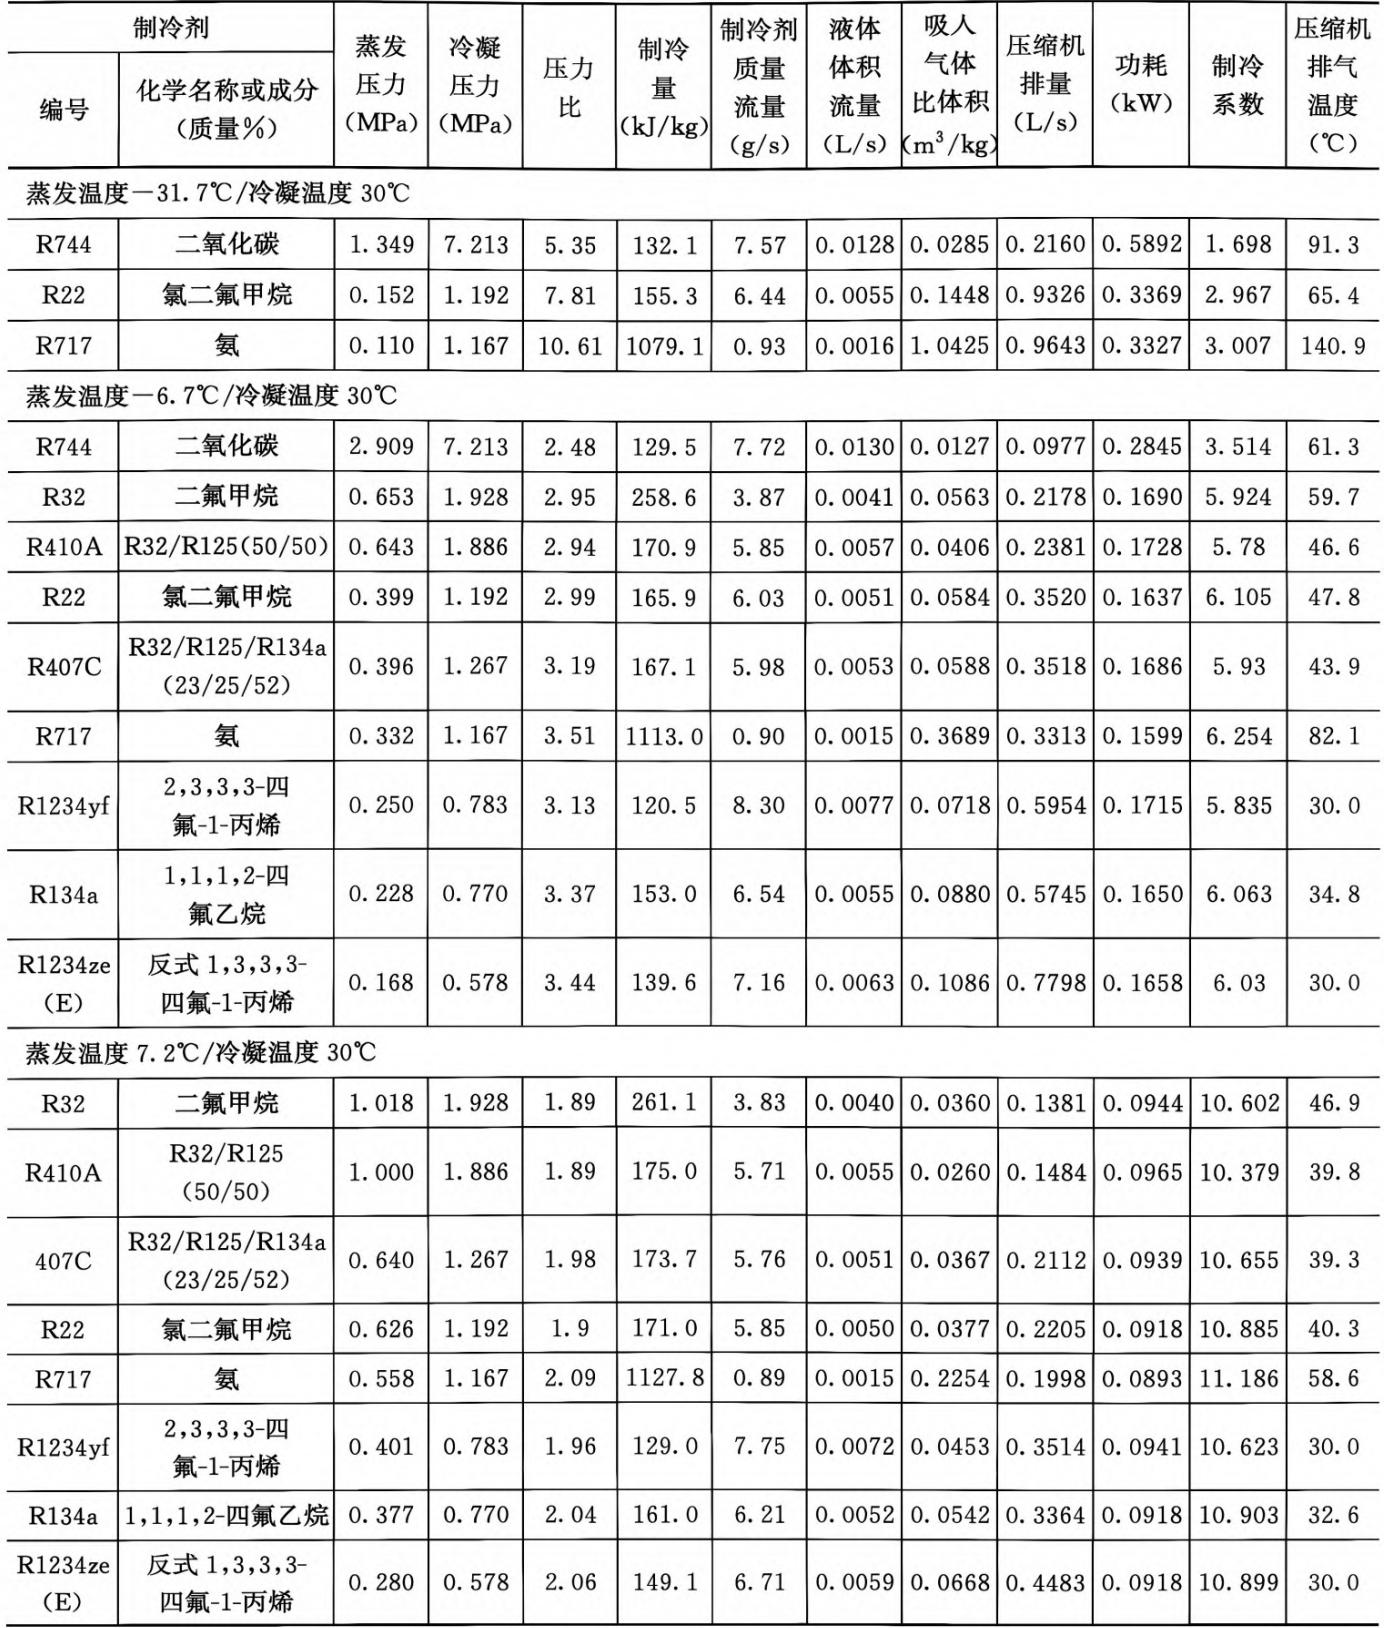 制冷剂 蒸发压力(MPa) 冷凝压力(MPa) 压力比 制冷量(kJ/kg) 制冷剂质量流量(g/s) 液体体积流量(L/s) 吸入气体比体积(m³/kg) 压缩机排量(L/s) 功耗(kW) 制冷系数 压缩机排气温度(℃)
编号 化学名称或成分(质量%)
蒸发温度－31.7℃/冷凝温度 30℃
R744 二氧化碳 1.349 7.213 5.35 132.1 7.57 0.0128 0.0285 0.2160 0.5892 1.698 91.3
R22 氯二氟甲烷 0.152 1.192 7.81 155.3 6.44 0.0055 0.1448 0.9326 0.3369 2.967 65.4
R717 氨 0.110 1.167 10.61 1079.1 0.93 0.0016 1.0425 0.9643 0.3327 3.007 140.9
蒸发温度－6.7℃/冷凝温度 30℃
R744 二氧化碳 2.909 7.213 2.48 129.5 7.72 0.0130 0.0127 0.0977 0.2845 3.514 61.3
R32 二氟甲烷 0.653 1.928 2.95 258.6 3.87 0.0041 0.0563 0.2178 0.1690 5.924 59.7
R410A R32/R125(50/50) 0.643 1.886 2.94 170.9 5.85 0.0057 0.0406 0.2381 0.1728 5.78 46.6
R22 氯二氟甲烷 0.399 1.192 2.99 165.9 6.03 0.0051 0.0584 0.3520 0.1637 6.105 47.8
R407C R32/R125/R134a (23/25/52) 0.396 1.267 3.19 167.1 5.98 0.0053 0.0588 0.3518 0.1686 5.93 43.9
R717 氨 0.332 1.167 3.51 1113.0 0.90 0.0015 0.3689 0.3313 0.1599 6.254 82.1
R1234yf 2,3,3,3-四氟-1-丙烯 0.250 0.783 3.13 120.5 8.30 0.0077 0.0718 0.5954 0.1715 5.835 30.0
R134a 1,1,1,2-四氟乙烷 0.228 0.770 3.37 153.0 6.54 0.0055 0.0880 0.5745 0.1650 6.063 34.8
R1234ze(E) 反式 1,3,3,3-四氟-1-丙烯 0.168 0.578 3.44 139.6 7.16 0.0063 0.1086 0.7798 0.1658 6.03 30.0
蒸发温度 7.2℃/冷凝温度 30℃
R32 二氟甲烷 1.018 1.928 1.89 261.1 3.83 0.0040 0.0360 0.1381 0.0944 10.602 46.9
R410A R32/R125 (50/50) 1.000 1.886 1.89 175.0 5.71 0.0055 0.0260 0.1484 0.0965 10.379 39.8
407C R32/R125/R134a (23/25/52) 0.640 1.267 1.98 173.7 5.76 0.0051 0.0367 0.2112 0.0939 10.655 39.3
R22 氯二氟甲烷 0.626 1.192 1.9 171.0 5.85 0.0050 0.0377 0.2205 0.0918 10.885 40.3
R717 氨 0.558 1.167 2.09 1127.8 0.89 0.0015 0.2254 0.1998 0.0893 11.186 58.6
R1234yf 2,3,3,3-四氟-1-丙烯 0.401 0.783 1.96 129.0 7.75 0.0072 0.0453 0.3514 0.0941 10.623 30.0
R134a 1,1,1,2-四氟乙烷 0.377 0.770 2.04 161.0 6.21 0.0052 0.0542 0.3364 0.0918 10.903 32.6
R1234ze(E) 反式 1,3,3,3-四氟-1-丙烯 0.280 0.578 2.06 149.1 6.71 0.0059 0.0668 0.4483 0.0918 10.899 30.0